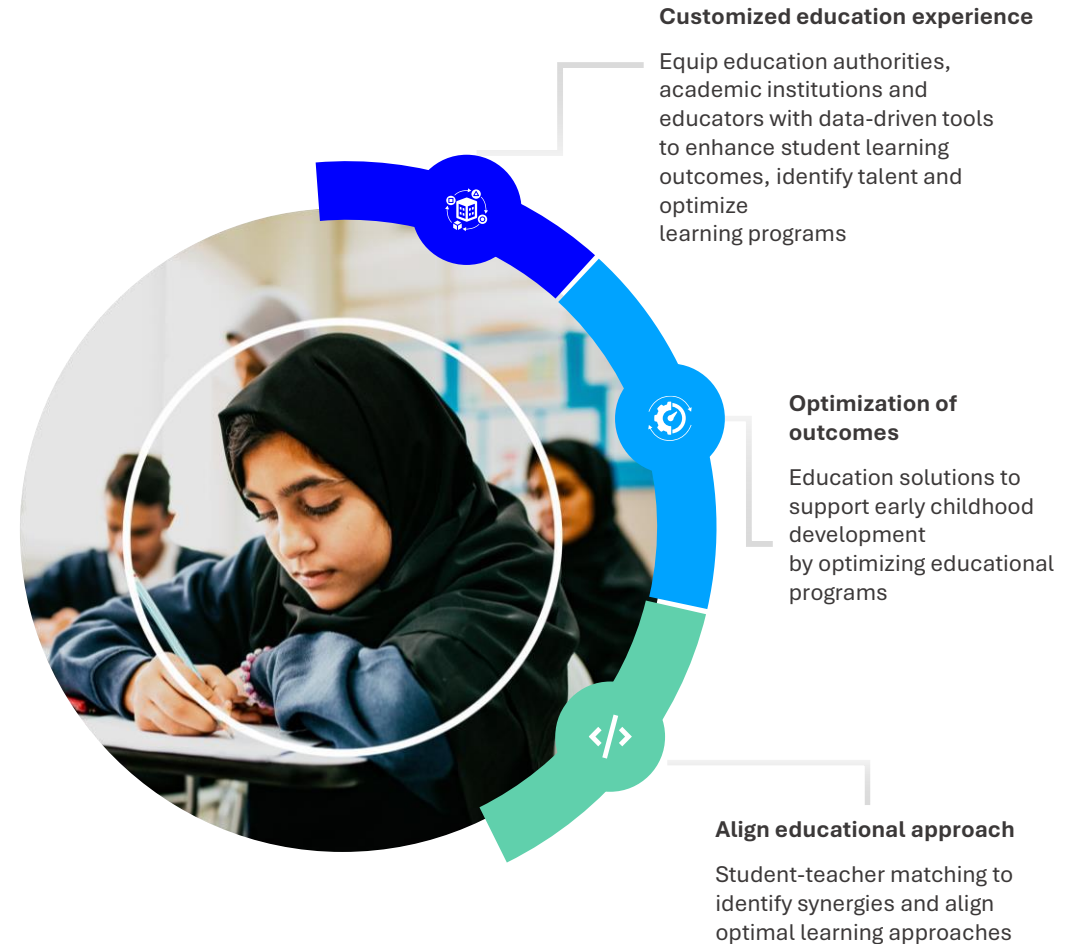 Customized education experience
Equip education authorities,
academic institutions and
educators with data-driven tools
to enhance student learning
outcomes, identify talent and
optimize
learning programs
Optimization of
outcomes
Education solutions to
support early childhood
development
by optimizing educational
programs
Align educational approach
Student-teacher matching to
identify synergies and align
optimal learning approaches